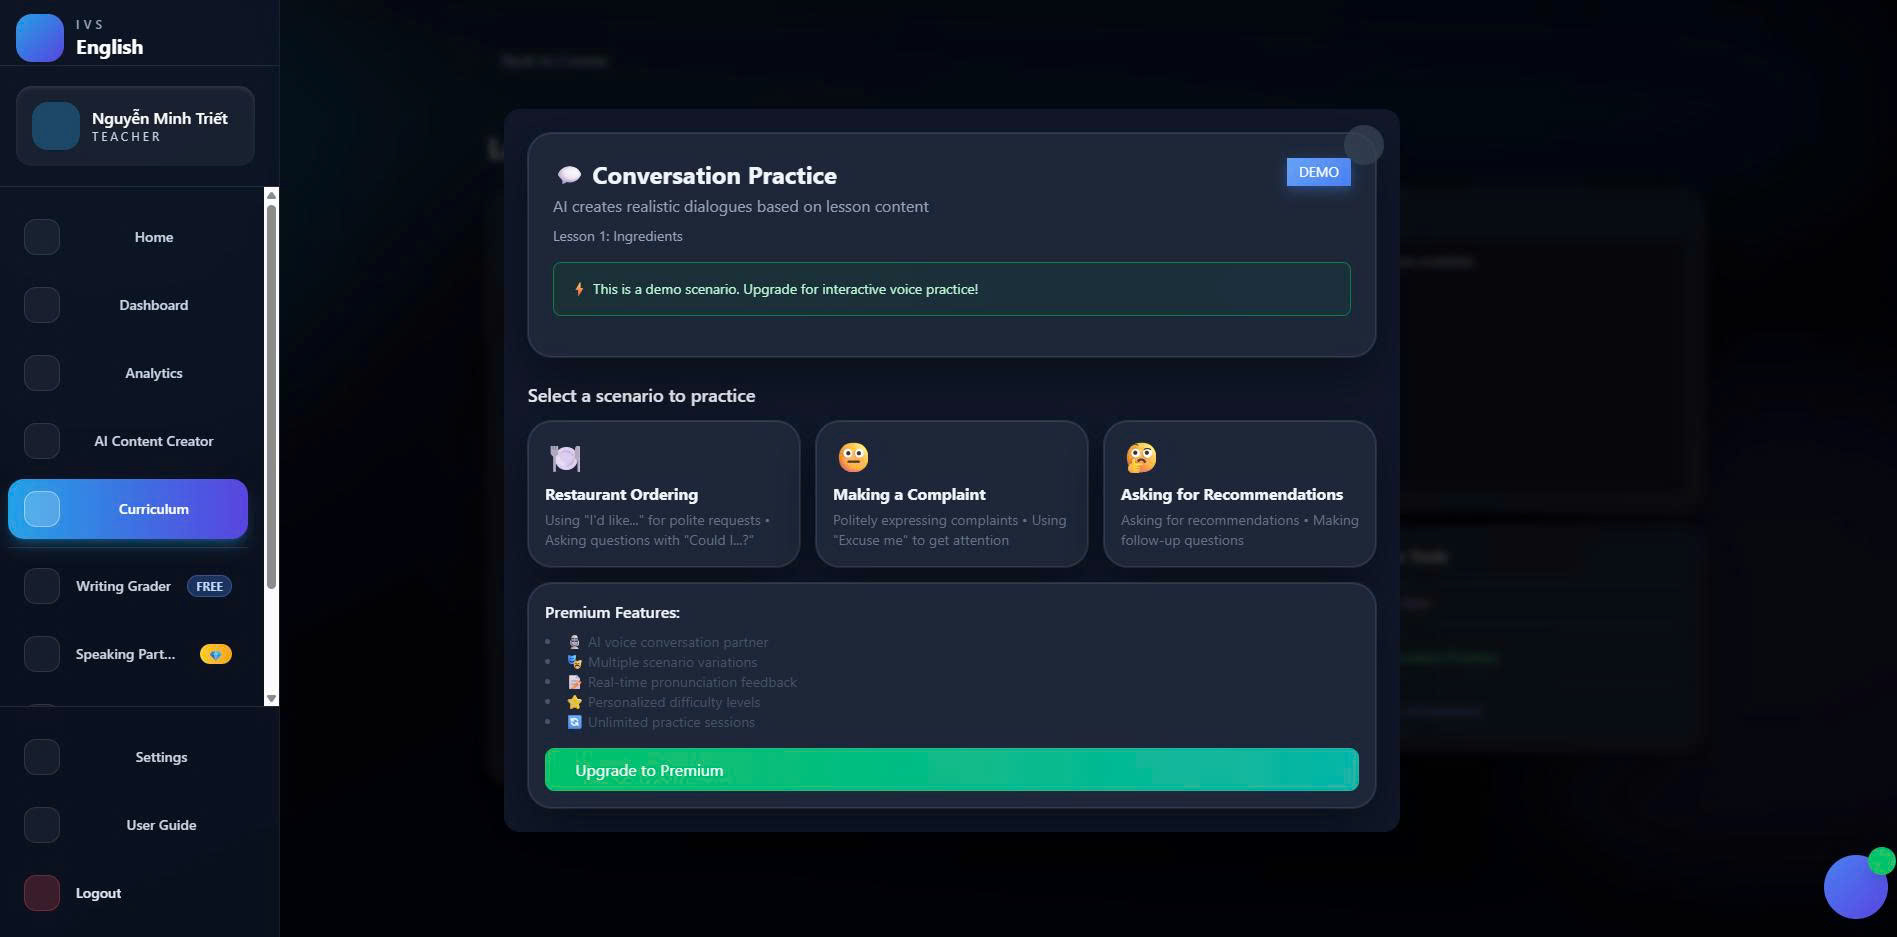 IVS
English
Nguyễn Minh Triết
TEACHER
Home
Dashboard
Analytics
AI Content Creator
Curriculum
Writing Grader FREE
Speaking Part...
Settings
User Guide
Logout
Conversation Practice
DEMO
AI creates realistic dialogues based on lesson content
Lesson 1: Ingredients
This is a demo scenario. Upgrade for interactive voice practice!
Select a scenario to practice
Restaurant Ordering
Using "I'd like..." for polite requests •
Asking questions with "Could I...?"
Making a Complaint
Politely expressing complaints • Using
"Excuse me" to get attention
Asking for Recommendations
Asking for recommendations • Making
follow-up questions
Premium Features:
• AI voice conversation partner
• Multiple scenario variations
• Real-time pronunciation feedback
• Personalized difficulty levels
• Unlimited practice sessions
Upgrade to Premium